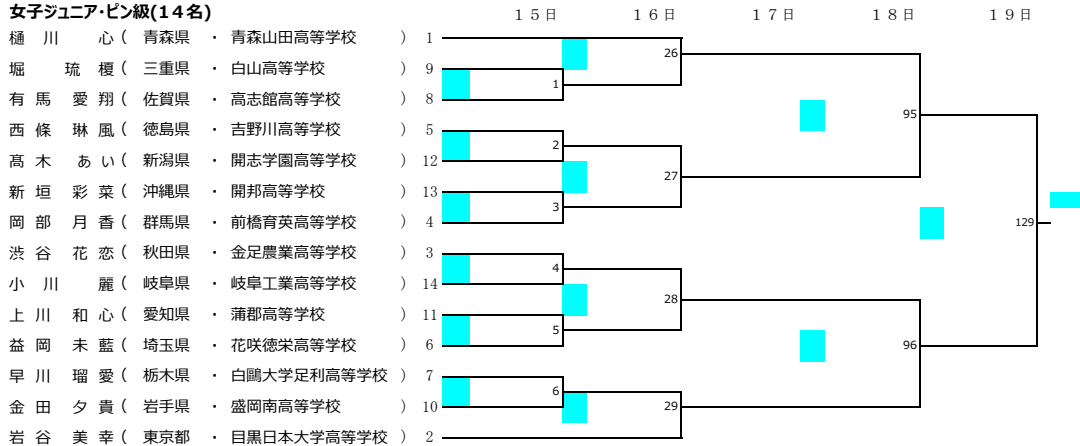 女子ジュニア・ピン級(14名) 15日 16日 17日 18日 19日
樋川 心( 青森県 ・ 青森山田高等学校 ) 1
26
堀 琉榎( 三重県 ・ 白山高等学校 ) 9
1
有馬 愛翔( 佐賀県 ・ 高志館高等学校 ) 8
95
西條 琳風( 徳島県 ・ 吉野川高等学校 ) 5
2
髙木 あい( 新潟県 ・ 開志学園高等学校 ) 12
27
新垣 彩菜( 沖縄県 ・ 開邦高等学校 ) 13
3
岡部 月香( 群馬県 ・ 前橋育英高等学校 ) 4
129
渋谷 花恋( 秋田県 ・ 金足農業高等学校 ) 3
4
小川 麗( 岐阜県 ・ 岐阜工業高等学校 ) 14
28
上川 和心( 愛知県 ・ 蒲郡高等学校 ) 11
5
益岡 未藍( 埼玉県 ・ 花咲徳栄高等学校 ) 6
96
早川 瑠愛( 栃木県 ・ 白鷗大学足利高等学校 ) 7
6
金田 夕貴( 岩手県 ・ 盛岡南高等学校 ) 10
29
岩谷 美幸( 東京都 ・ 目黒日本大学高等学校 ) 2